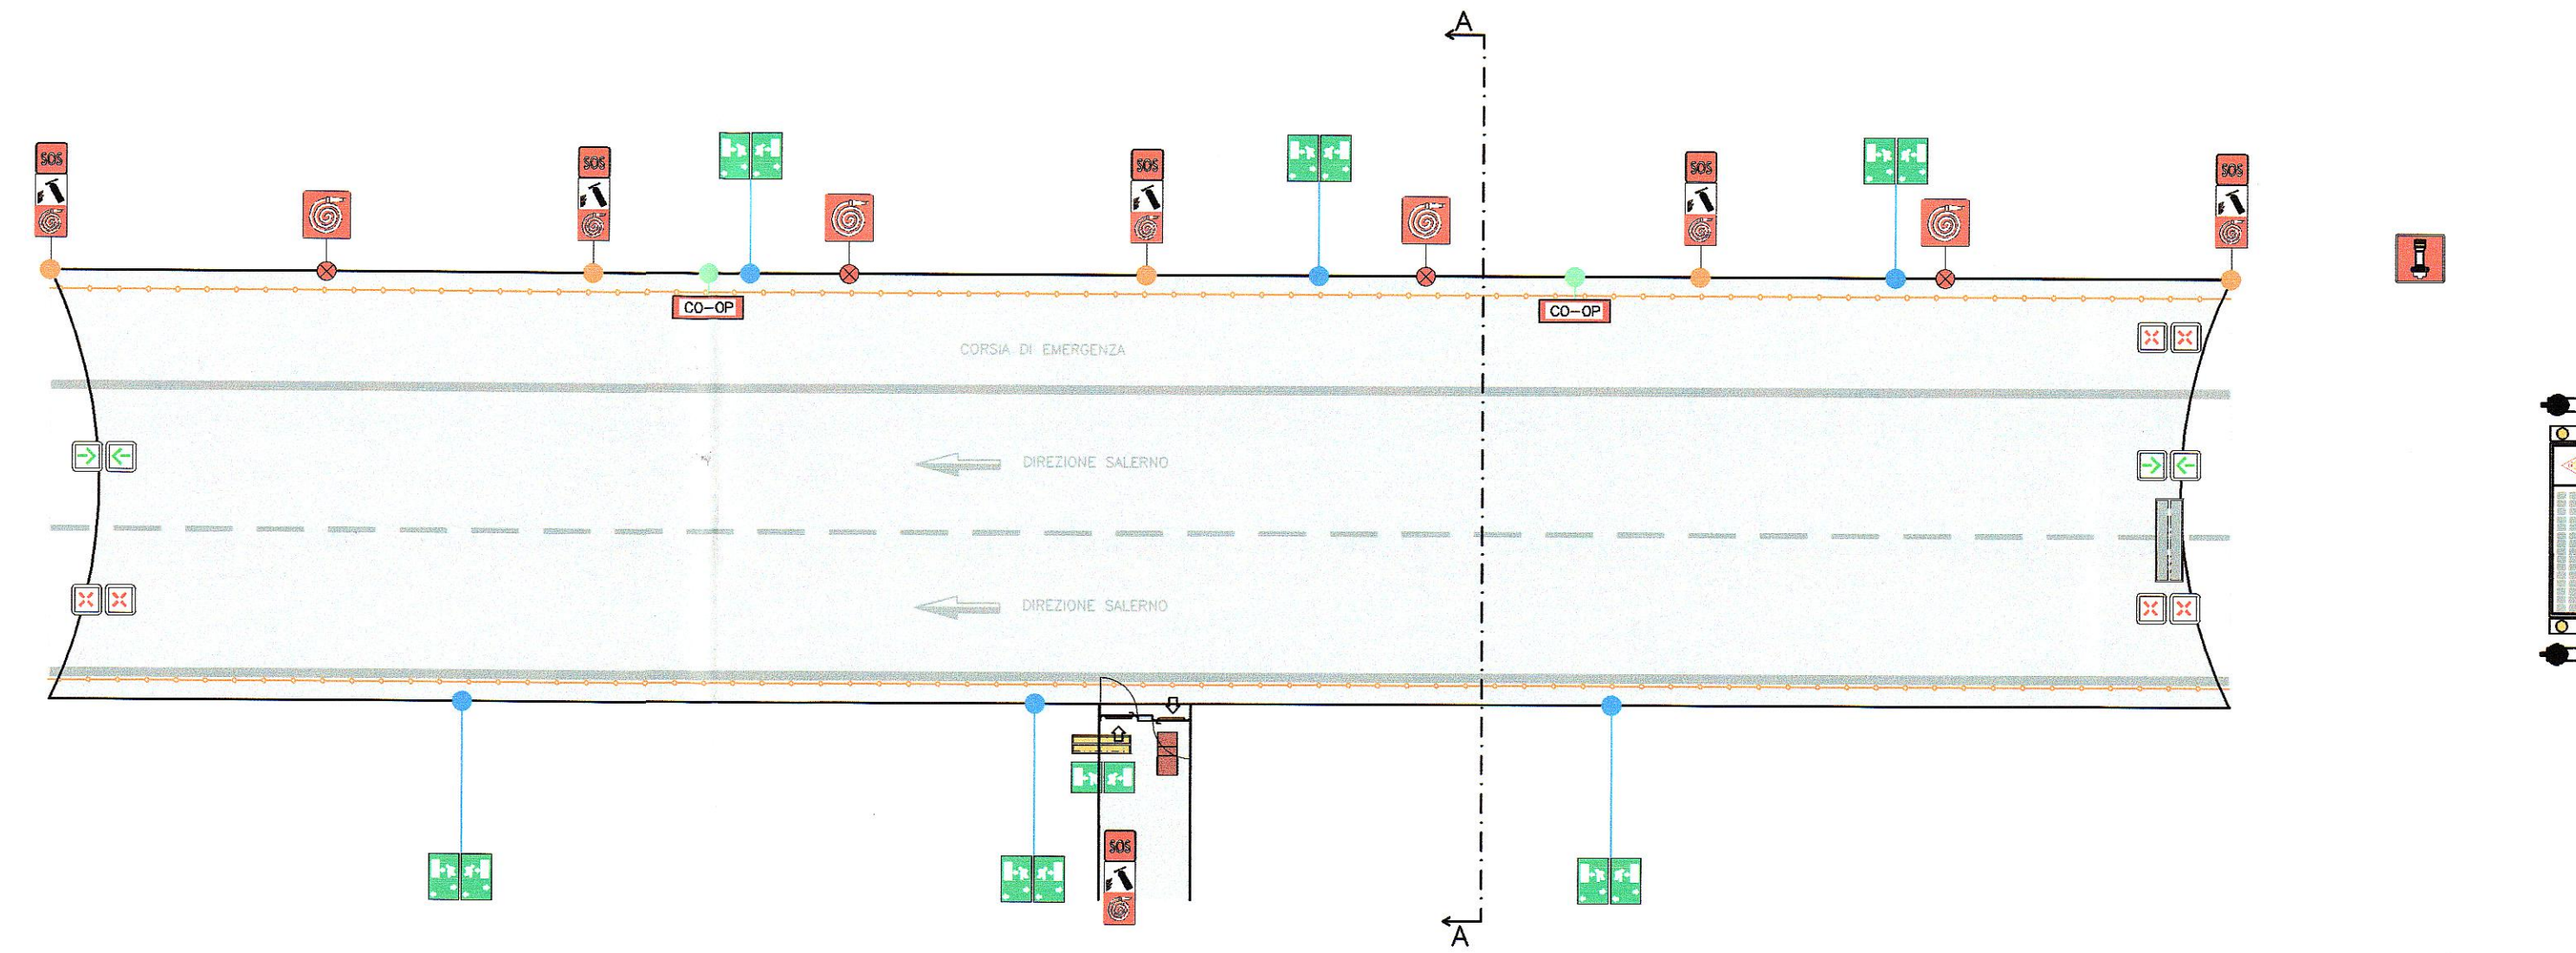 A
SOS
SOS
SOS
SOS
SOS
CO-OP
CO-OP
CORSIA DI EMERGENZA
DIREZIONE SALERNO
DIREZIONE SALERNO
SOS
A